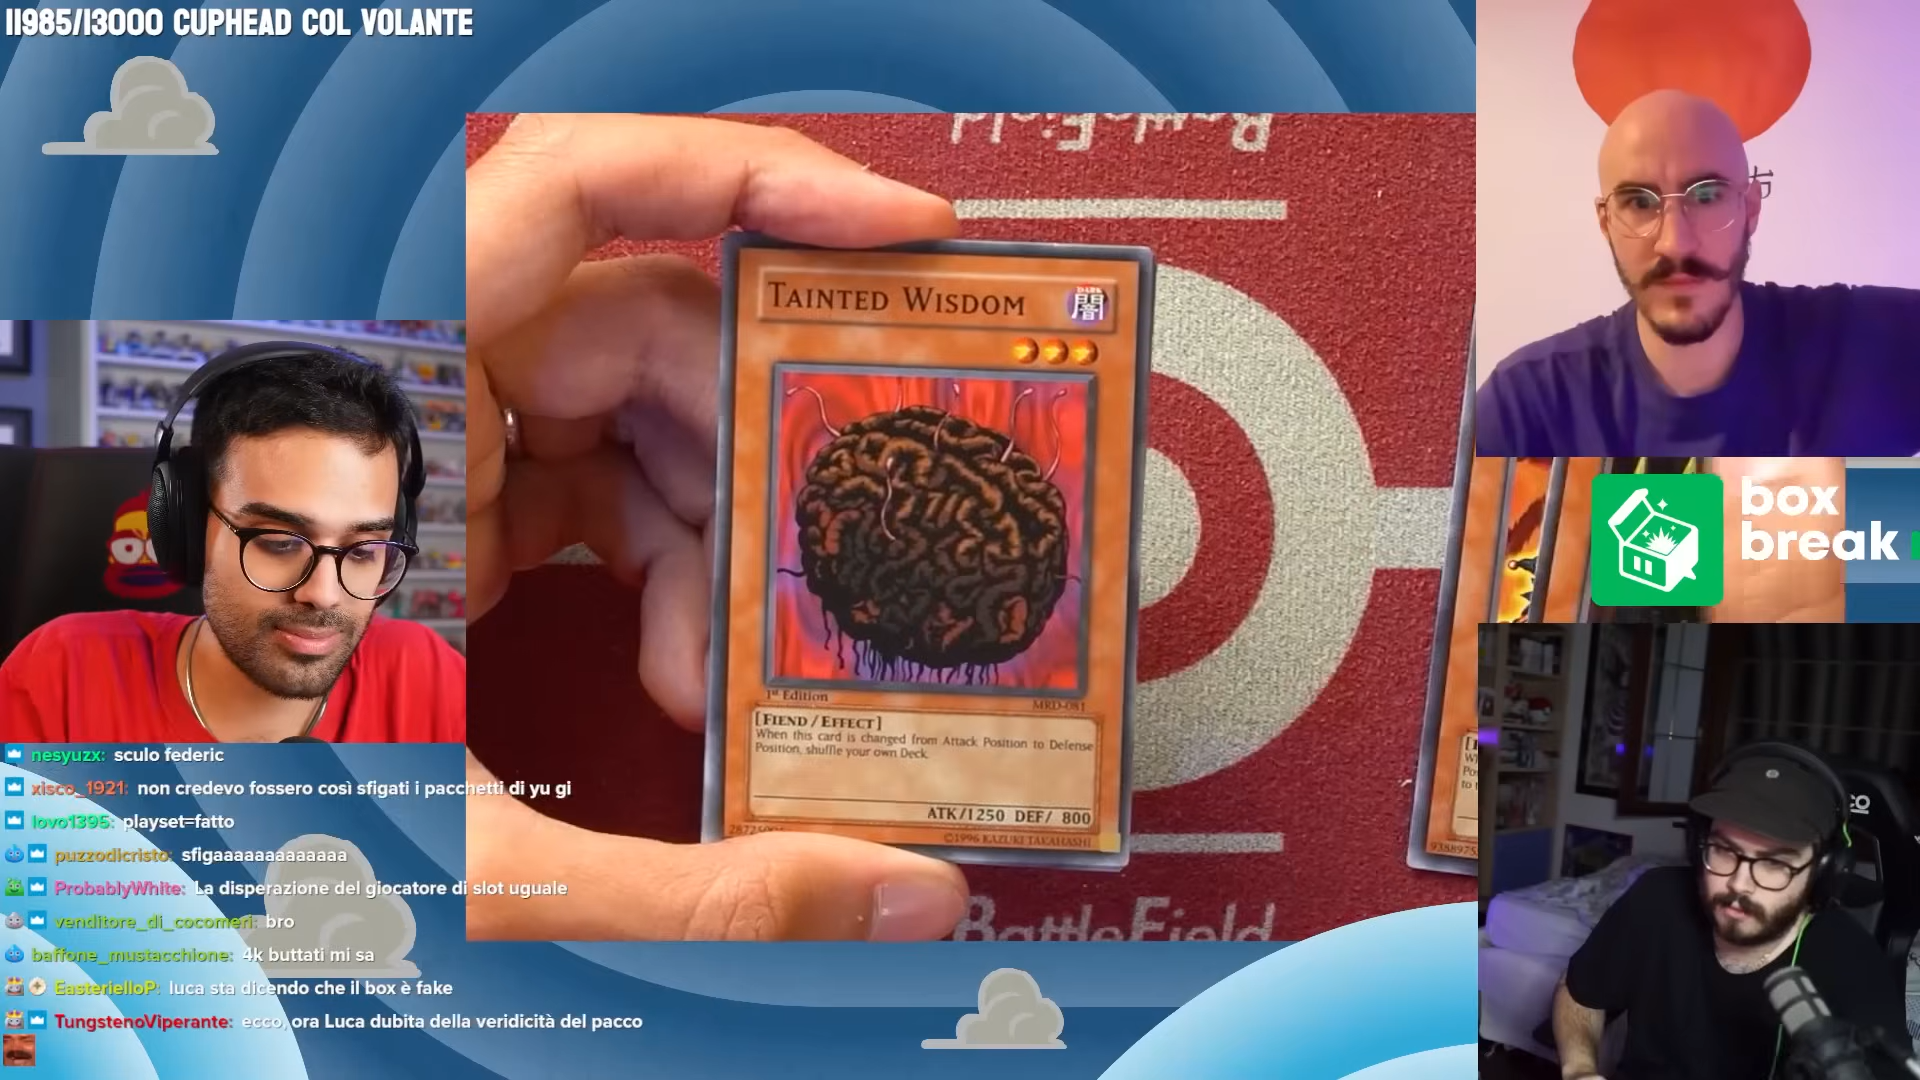 11985/13000 CUPHEAD COL VOLANTE
BattleField
TAINTED WISDOM
DARK
闇
1st Edition
MRD-081
[FIEND/EFFECT]
When this card is changed from Attack Position to Defense
Position, shuffle your own Deck.
ATK/1250 DEF/ 800
©1996 KAZUKI TAKAHASHI
BattleField
box
break
nesyuzx: sculo federic
xisco_1921: non credevo fossero così sfigati i pacchetti di yu gi
lovo1395: playset=fatto
puzzodicristo: sfigaaaaaaaaaaaaa
ProbablyWhite: La disperazione del giocatore di slot uguale
venditore_di_cocomeri: bro
baffone_mustacchione: 4k buttati mi sa
EasterielloP: luca sta dicendo che il box è fake
TungstenoViperante: ecco, ora Luca dubita della veridicità del pacco